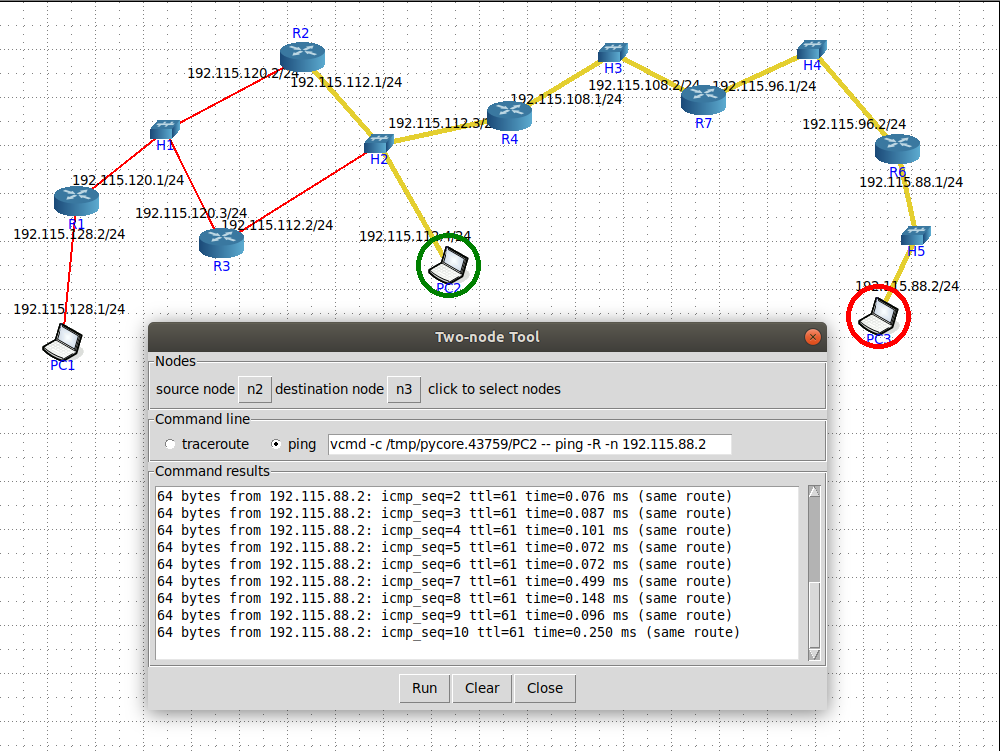 R2
H4
H3
192.115.120.2/24
192.115.112.1/24
192.115.108.2/24
192.115.96.1/24
192.115.108.1/24
R7
192.115.112.3/24
192.115.96.2/24
H1
R4
H2
R6
192.115.120.1/24
192.115.88.1/24
192.115.120.3/24
R1
192.115.112.2/24
192.115.128.2/24
192.115.112.4/24
H5
R3
PC2
192.115.88.2/24
192.115.128.1/24
PC3
PC1
Two-node Tool
Nodes
source node n2 destination node n3 click to select nodes
Command line
traceroute ping vcmd -c /tmp/pycore.43759/PC2 -- ping -R -n 192.115.88.2
Command results
64 bytes from 192.115.88.2: icmp_seq=2 ttl=61 time=0.076 ms (same route)
64 bytes from 192.115.88.2: icmp_seq=3 ttl=61 time=0.087 ms (same route)
64 bytes from 192.115.88.2: icmp_seq=4 ttl=61 time=0.101 ms (same route)
64 bytes from 192.115.88.2: icmp_seq=5 ttl=61 time=0.072 ms (same route)
64 bytes from 192.115.88.2: icmp_seq=6 ttl=61 time=0.072 ms (same route)
64 bytes from 192.115.88.2: icmp_seq=7 ttl=61 time=0.499 ms (same route)
64 bytes from 192.115.88.2: icmp_seq=8 ttl=61 time=0.148 ms (same route)
64 bytes from 192.115.88.2: icmp_seq=9 ttl=61 time=0.096 ms (same route)
64 bytes from 192.115.88.2: icmp_seq=10 ttl=61 time=0.250 ms (same route)
Run Clear Close